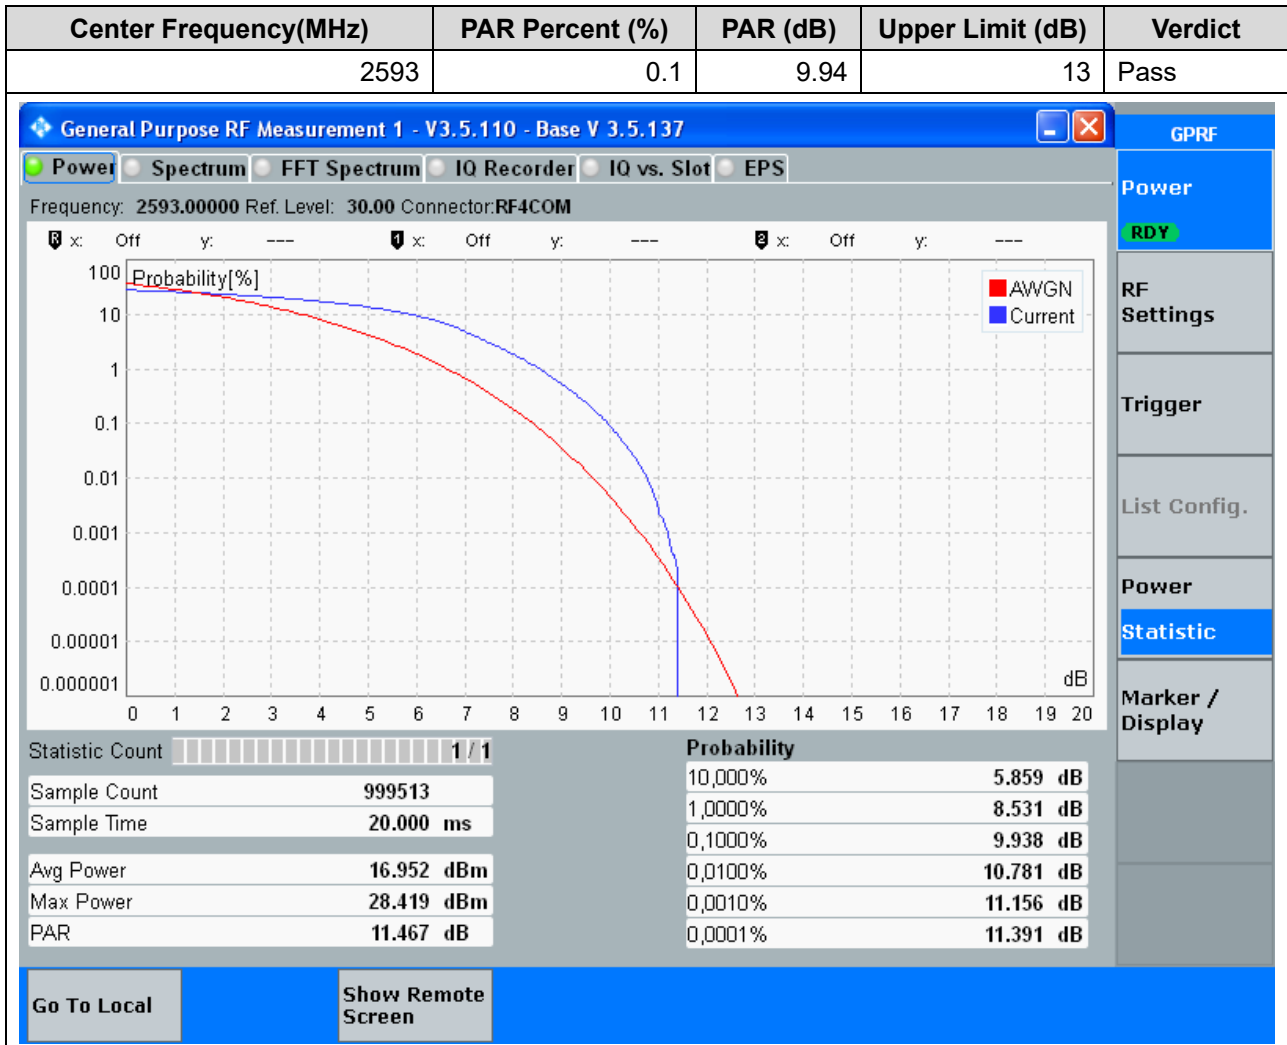 Center Frequency(MHz) PAR Percent (%) PAR (dB) Upper Limit (dB) Verdict
2593 0.1 9.94 13 Pass
General Purpose RF Measurement 1 - V3.5.110 - Base V 3.5.137
GPRF
Power Spectrum FFT Spectrum IQ Recorder IQ vs. Slot EPS
Frequency: 2593.00000 Ref. Level: 30.00 Connector:RF4COM
R x: Off y: --- 1 x: Off y: --- 2 x: Off y: ---
Probability[%]
AWGN
Current
100
10
1
0.1
0.01
0.001
0.0001
0.00001
0.000001
dB
0 1 2 3 4 5 6 7 8 9 10 11 12 13 14 15 16 17 18 19 20
Statistic Count 1 / 1
Sample Count 999513
Sample Time 20.000 ms
Avg Power 16.952 dBm
Max Power 28.419 dBm
PAR 11.467 dB
Probability
10,000% 5.859 dB
1,0000% 8.531 dB
0,1000% 9.938 dB
0,0100% 10.781 dB
0,0010% 11.156 dB
0,0001% 11.391 dB
Power
RDY
RF
Settings
Trigger
List Config.
Power
Statistic
Marker /
Display
Go To Local
Show Remote
Screen